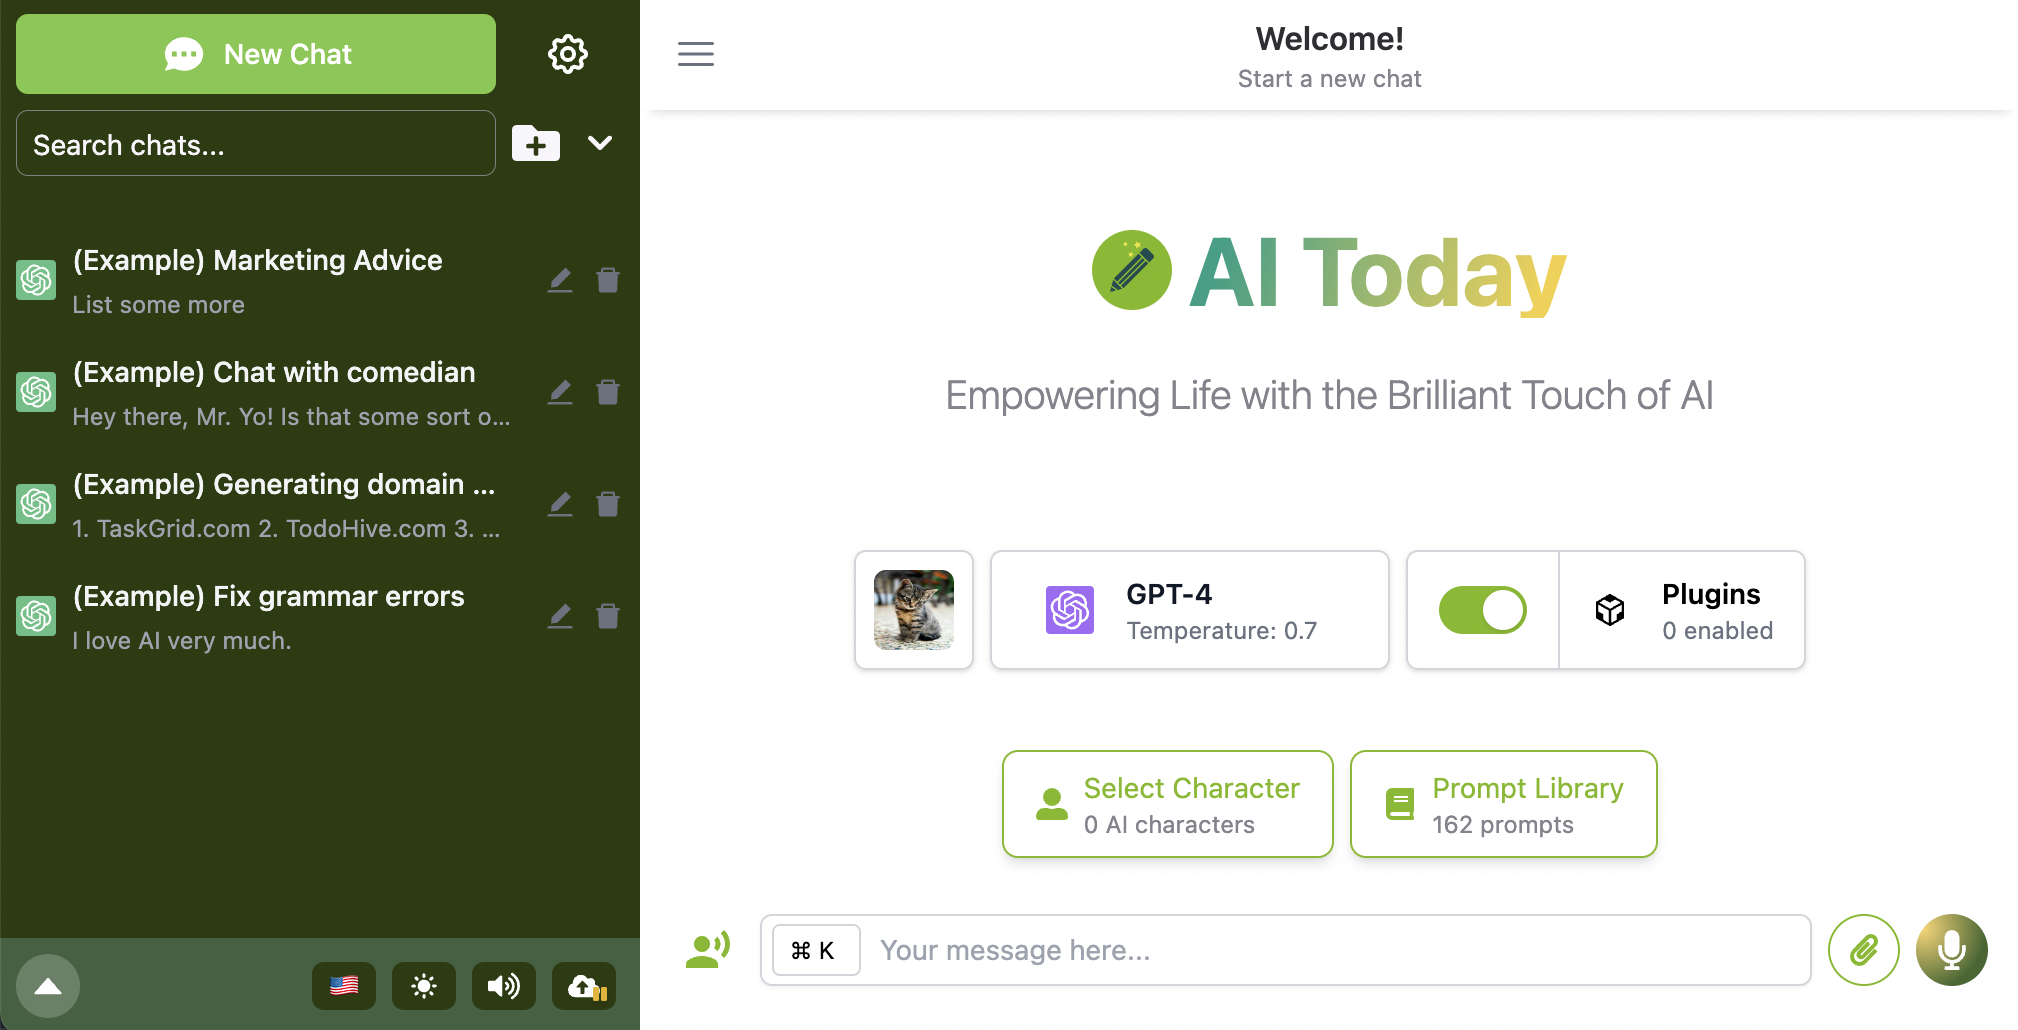 New Chat
Search chats...
(Example) Marketing Advice
List some more
(Example) Chat with comedian
Hey there, Mr. Yo! Is that some sort o...
(Example) Generating domain ...
1. TaskGrid.com 2. TodoHive.com 3. ...
(Example) Fix grammar errors
I love AI very much.
Welcome!
Start a new chat
AI Today
Empowering Life with the Brilliant Touch of AI
GPT-4
Temperature: 0.7
Plugins
0 enabled
Select Character
0 AI characters
Prompt Library
162 prompts
⌘ K
Your message here...